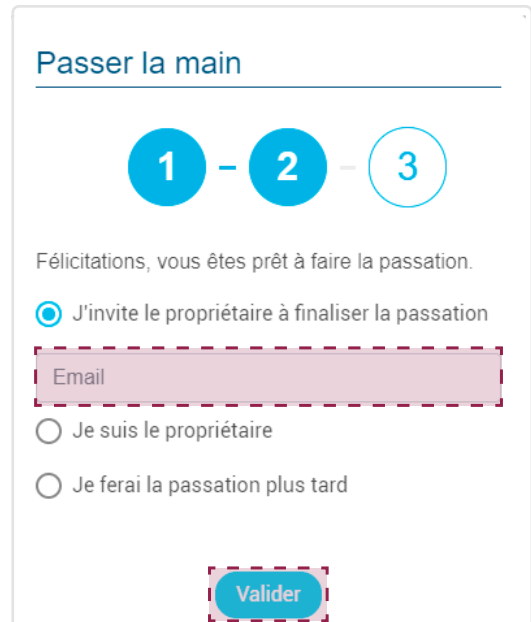 Passer la main
1 - 2 - 3
Félicitations, vous êtes prêt à faire la passation.
J'invite le propriétaire à finaliser la passation
Email
Je suis le propriétaire
Je ferai la passation plus tard
Valider